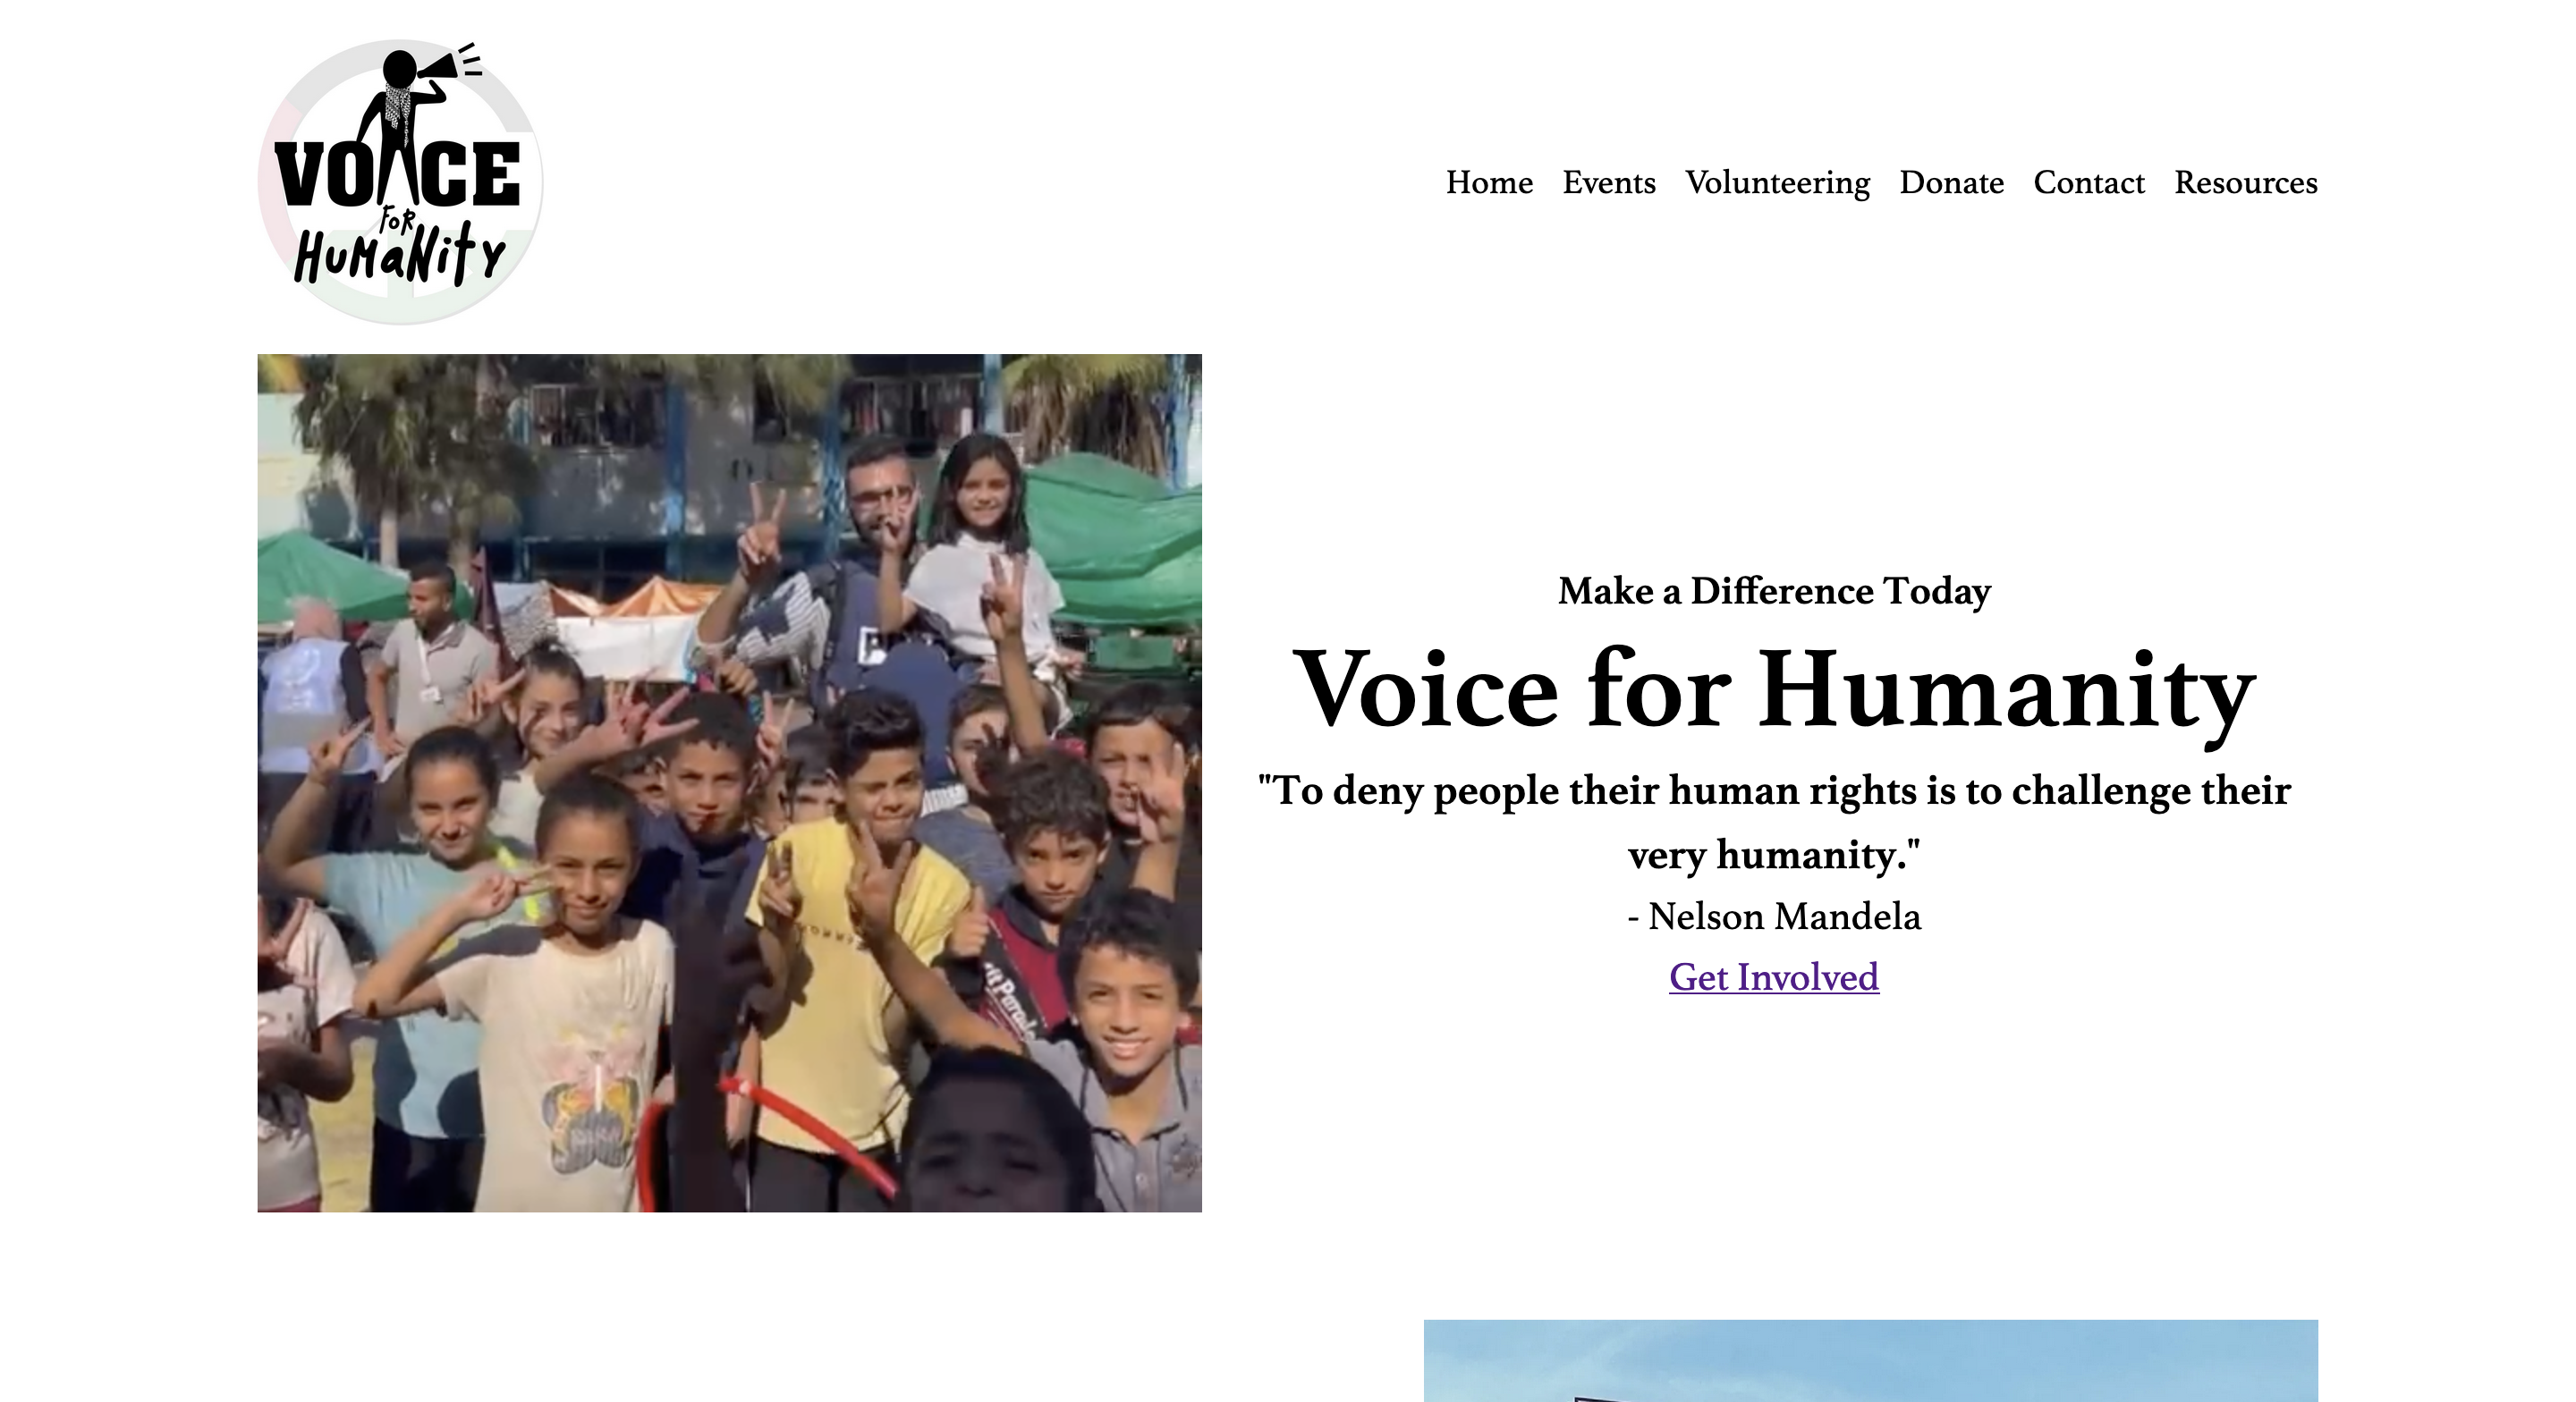 VOICE
FOR
HUMaNity
Home Events Volunteering Donate Contact Resources
Make a Difference Today
Voice for Humanity
"To deny people their human rights is to challenge their
very humanity."
- Nelson Mandela
Get Involved